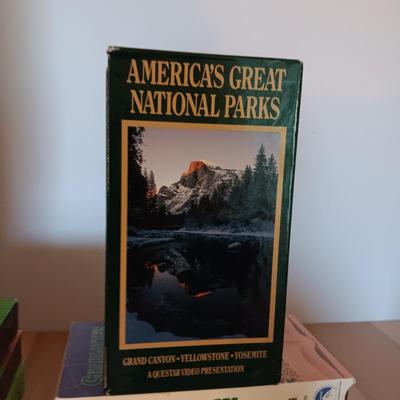 AMERICA'S GREAT
NATIONAL PARKS
GRAND CANYON • YELLOWSTONE • YOSEMITE
A QUESTAR VIDEO PRESENTATION